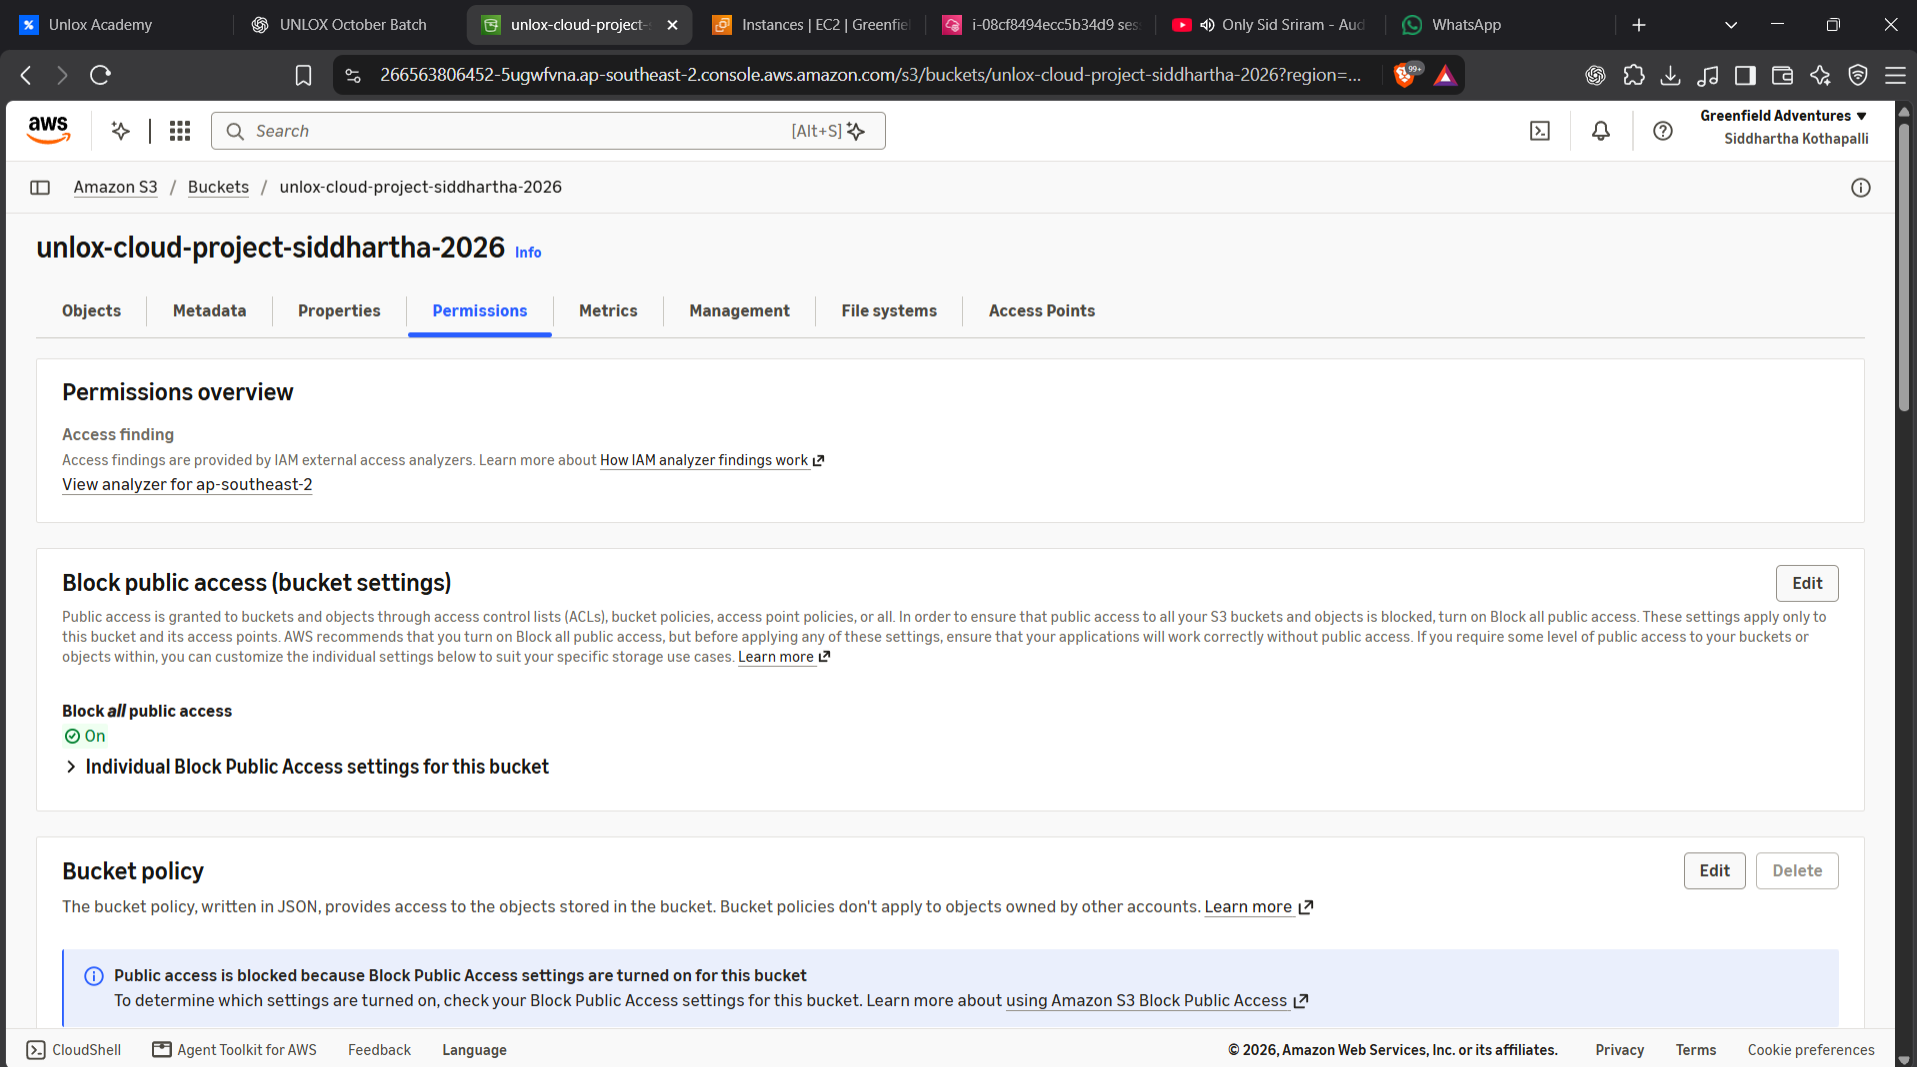 Unlox Academy
UNLOX October Batch
unlox-cloud-project-
Instances | EC2 | Greenfiel
i-08cf8494ecc5b34d9 ses
Only Sid Sriram - Aud
WhatsApp
266563806452-5ugwfvna.ap-southeast-2.console.aws.amazon.com/s3/buckets/unlox-cloud-project-siddhartha-2026?region=...
99+
aws
Search
[Alt+S]
Greenfield Adventures
Siddhartha Kothapalli
Amazon S3 / Buckets / unlox-cloud-project-siddhartha-2026
unlox-cloud-project-siddhartha-2026 Info
Objects
Metadata
Properties
Permissions
Metrics
Management
File systems
Access Points
Permissions overview
Access finding
Access findings are provided by IAM external access analyzers. Learn more about How IAM analyzer findings work
View analyzer for ap-southeast-2
Block public access (bucket settings)
Edit
Public access is granted to buckets and objects through access control lists (ACLs), bucket policies, access point policies, or all. In order to ensure that public access to all your S3 buckets and objects is blocked, turn on Block all public access. These settings apply only to
this bucket and its access points. AWS recommends that you turn on Block all public access, but before applying any of these settings, ensure that your applications will work correctly without public access. If you require some level of public access to your buckets or
objects within, you can customize the individual settings below to suit your specific storage use cases. Learn more
Block all public access
On
Individual Block Public Access settings for this bucket
Bucket policy
Edit
Delete
The bucket policy, written in JSON, provides access to the objects stored in the bucket. Bucket policies don't apply to objects owned by other accounts. Learn more
Public access is blocked because Block Public Access settings are turned on for this bucket
To determine which settings are turned on, check your Block Public Access settings for this bucket. Learn more about using Amazon S3 Block Public Access
CloudShell
Agent Toolkit for AWS
Feedback
Language
© 2026, Amazon Web Services, Inc. or its affiliates.
Privacy
Terms
Cookie preferences